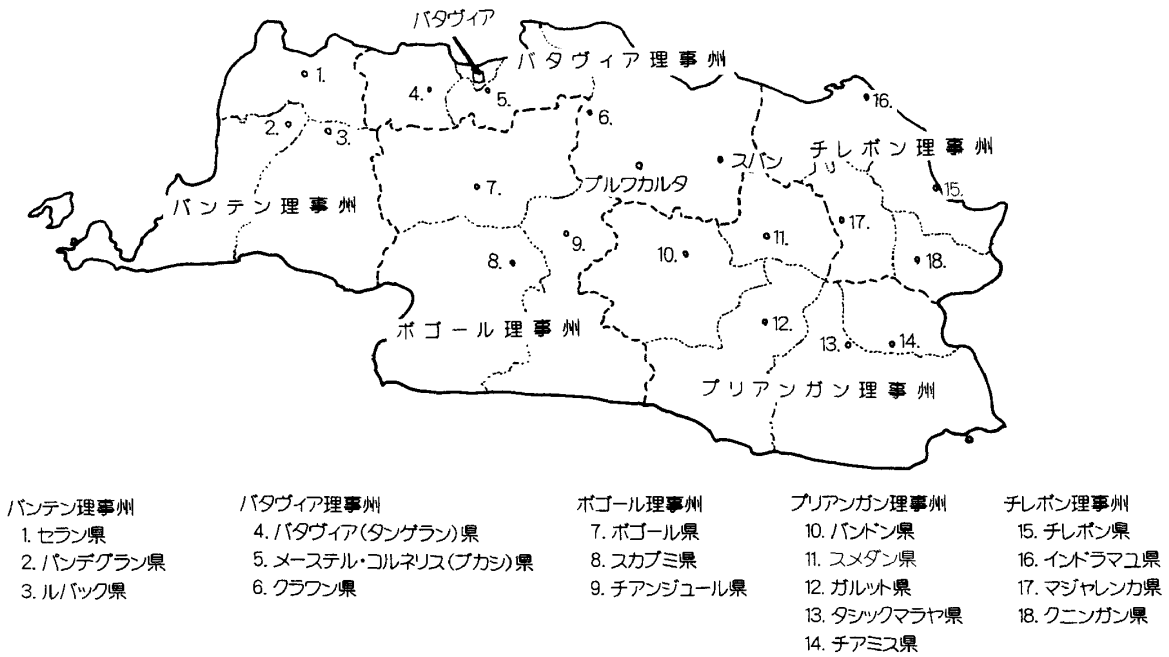 バタヴィア
バタヴィア理事州
1.
4.
5.
16.
6.
2.
3.
スバン
チレボン理事州
プルワカルタ
7.
15.
バンテン理事州
17.
9.
11.
10.
18.
8.
ボゴール理事州
12.
13.
14.
プリアンガン理事州
バンテン理事州
1. セラン県
2. パンデグラン県
3. ルバック県
バタヴィア理事州
4. バタヴィア(タンゲラン)県
5. メーステル・コルネリス(ブカシ)県
6. クラワン県
ボゴール理事州
7. ボゴール県
8. スカブミ県
9. チアンジュール県
プリアンガン理事州
10. バンドン県
11. スメダン県
12. ガルット県
13. タシックマラヤ県
14. チアミス県
チレボン理事州
15. チレボン県
16. インドラマユ県
17. マジャレンカ県
18. クニンガン県